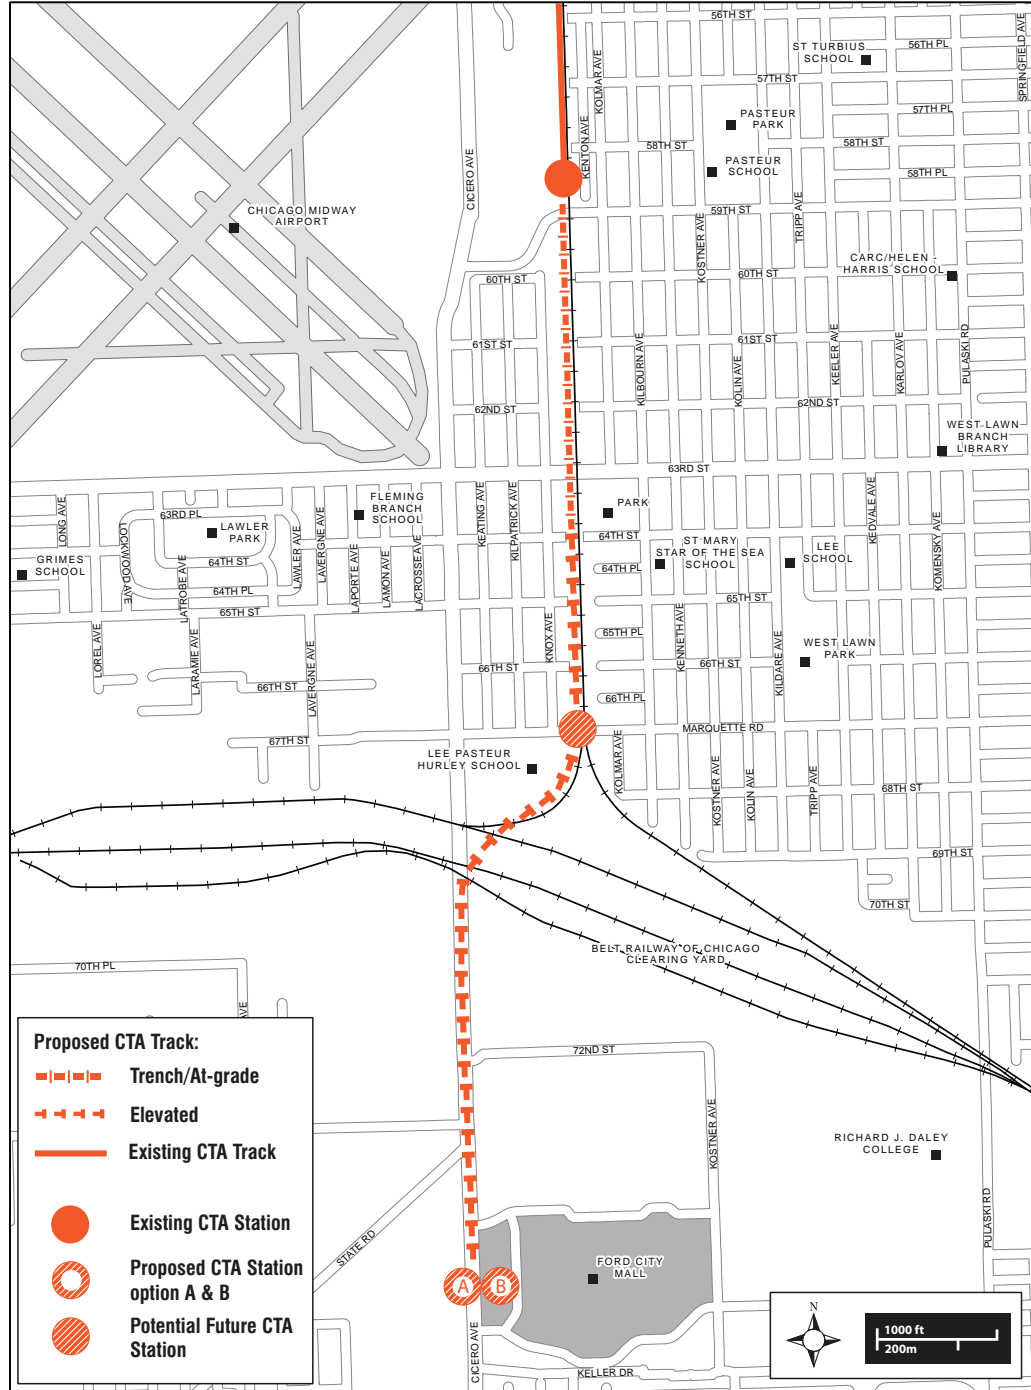 56TH ST
ST TURBIUS
SCHOOL
56TH PL
SPRINGFIELD AVE
KOLMAR AVE
57TH ST
57TH PL
PASTEUR
PARK
KENTON AVE
58TH ST
58TH ST
PASTEUR
SCHOOL
58TH PL
CICERO AVE
CHICAGO MIDWAY
AIRPORT
59TH ST
TRIPP AVE
KOSTNER AVE
CARC/HELEN -
HARRIS SCHOOL
60TH ST
60TH ST
61ST ST
61ST ST
KILBOURN AVE
KOLIN AVE
KEELER AVE
KARLOV AVE
PULASKI RD
62ND ST
62ND ST
WEST LAWN
BRANCH
LIBRARY
63RD ST
LONG AVE
63RD PL
LOCKWOOD AVE
LAWLER
PARK
LAWLER AVE
LAVERGNE AVE
FLEMING
BRANCH
SCHOOL
KEATING AVE
KILPATRICK AVE
PARK
KEDVALE AVE
KOMENSKY AVE
64TH ST
64TH ST
ST MARY
STAR OF THE SEA
SCHOOL
LEE
SCHOOL
GRIMES
SCHOOL
LATROBE AVE
LAPORTE AVE
LAMON AVE
LACROSSE AVE
64TH PL
64TH PL
65TH ST
65TH ST
LOREL AVE
LARAMIE AVE
LAVERGNE AVE
KNOX AVE
65TH PL
KENNETH AVE
KILDARE AVE
WEST LAWN
PARK
66TH ST
66TH ST
66TH ST
66TH PL
MARQUETTE RD
67TH ST
LEE PASTEUR
HURLEY SCHOOL
KOLMAR AVE
KOSTNER AVE
KOLIN AVE
TRIPP AVE
68TH ST
69TH ST
70TH ST
BELT RAILWAY OF CHICAGO
CLEARING YARD
70TH PL
AVE
72ND ST
KOSTNER AVE
RICHARD J. DALEY
COLLEGE
PULASKI RD
STATE RD
FORD CITY
MALL
A
B
CICERO AVE
KELLER DR
Proposed CTA Track:
Trench/At-grade
Elevated
Existing CTA Track
Existing CTA Station
Proposed CTA Station
option A & B
Potential Future CTA
Station
N
1000 ft
200m